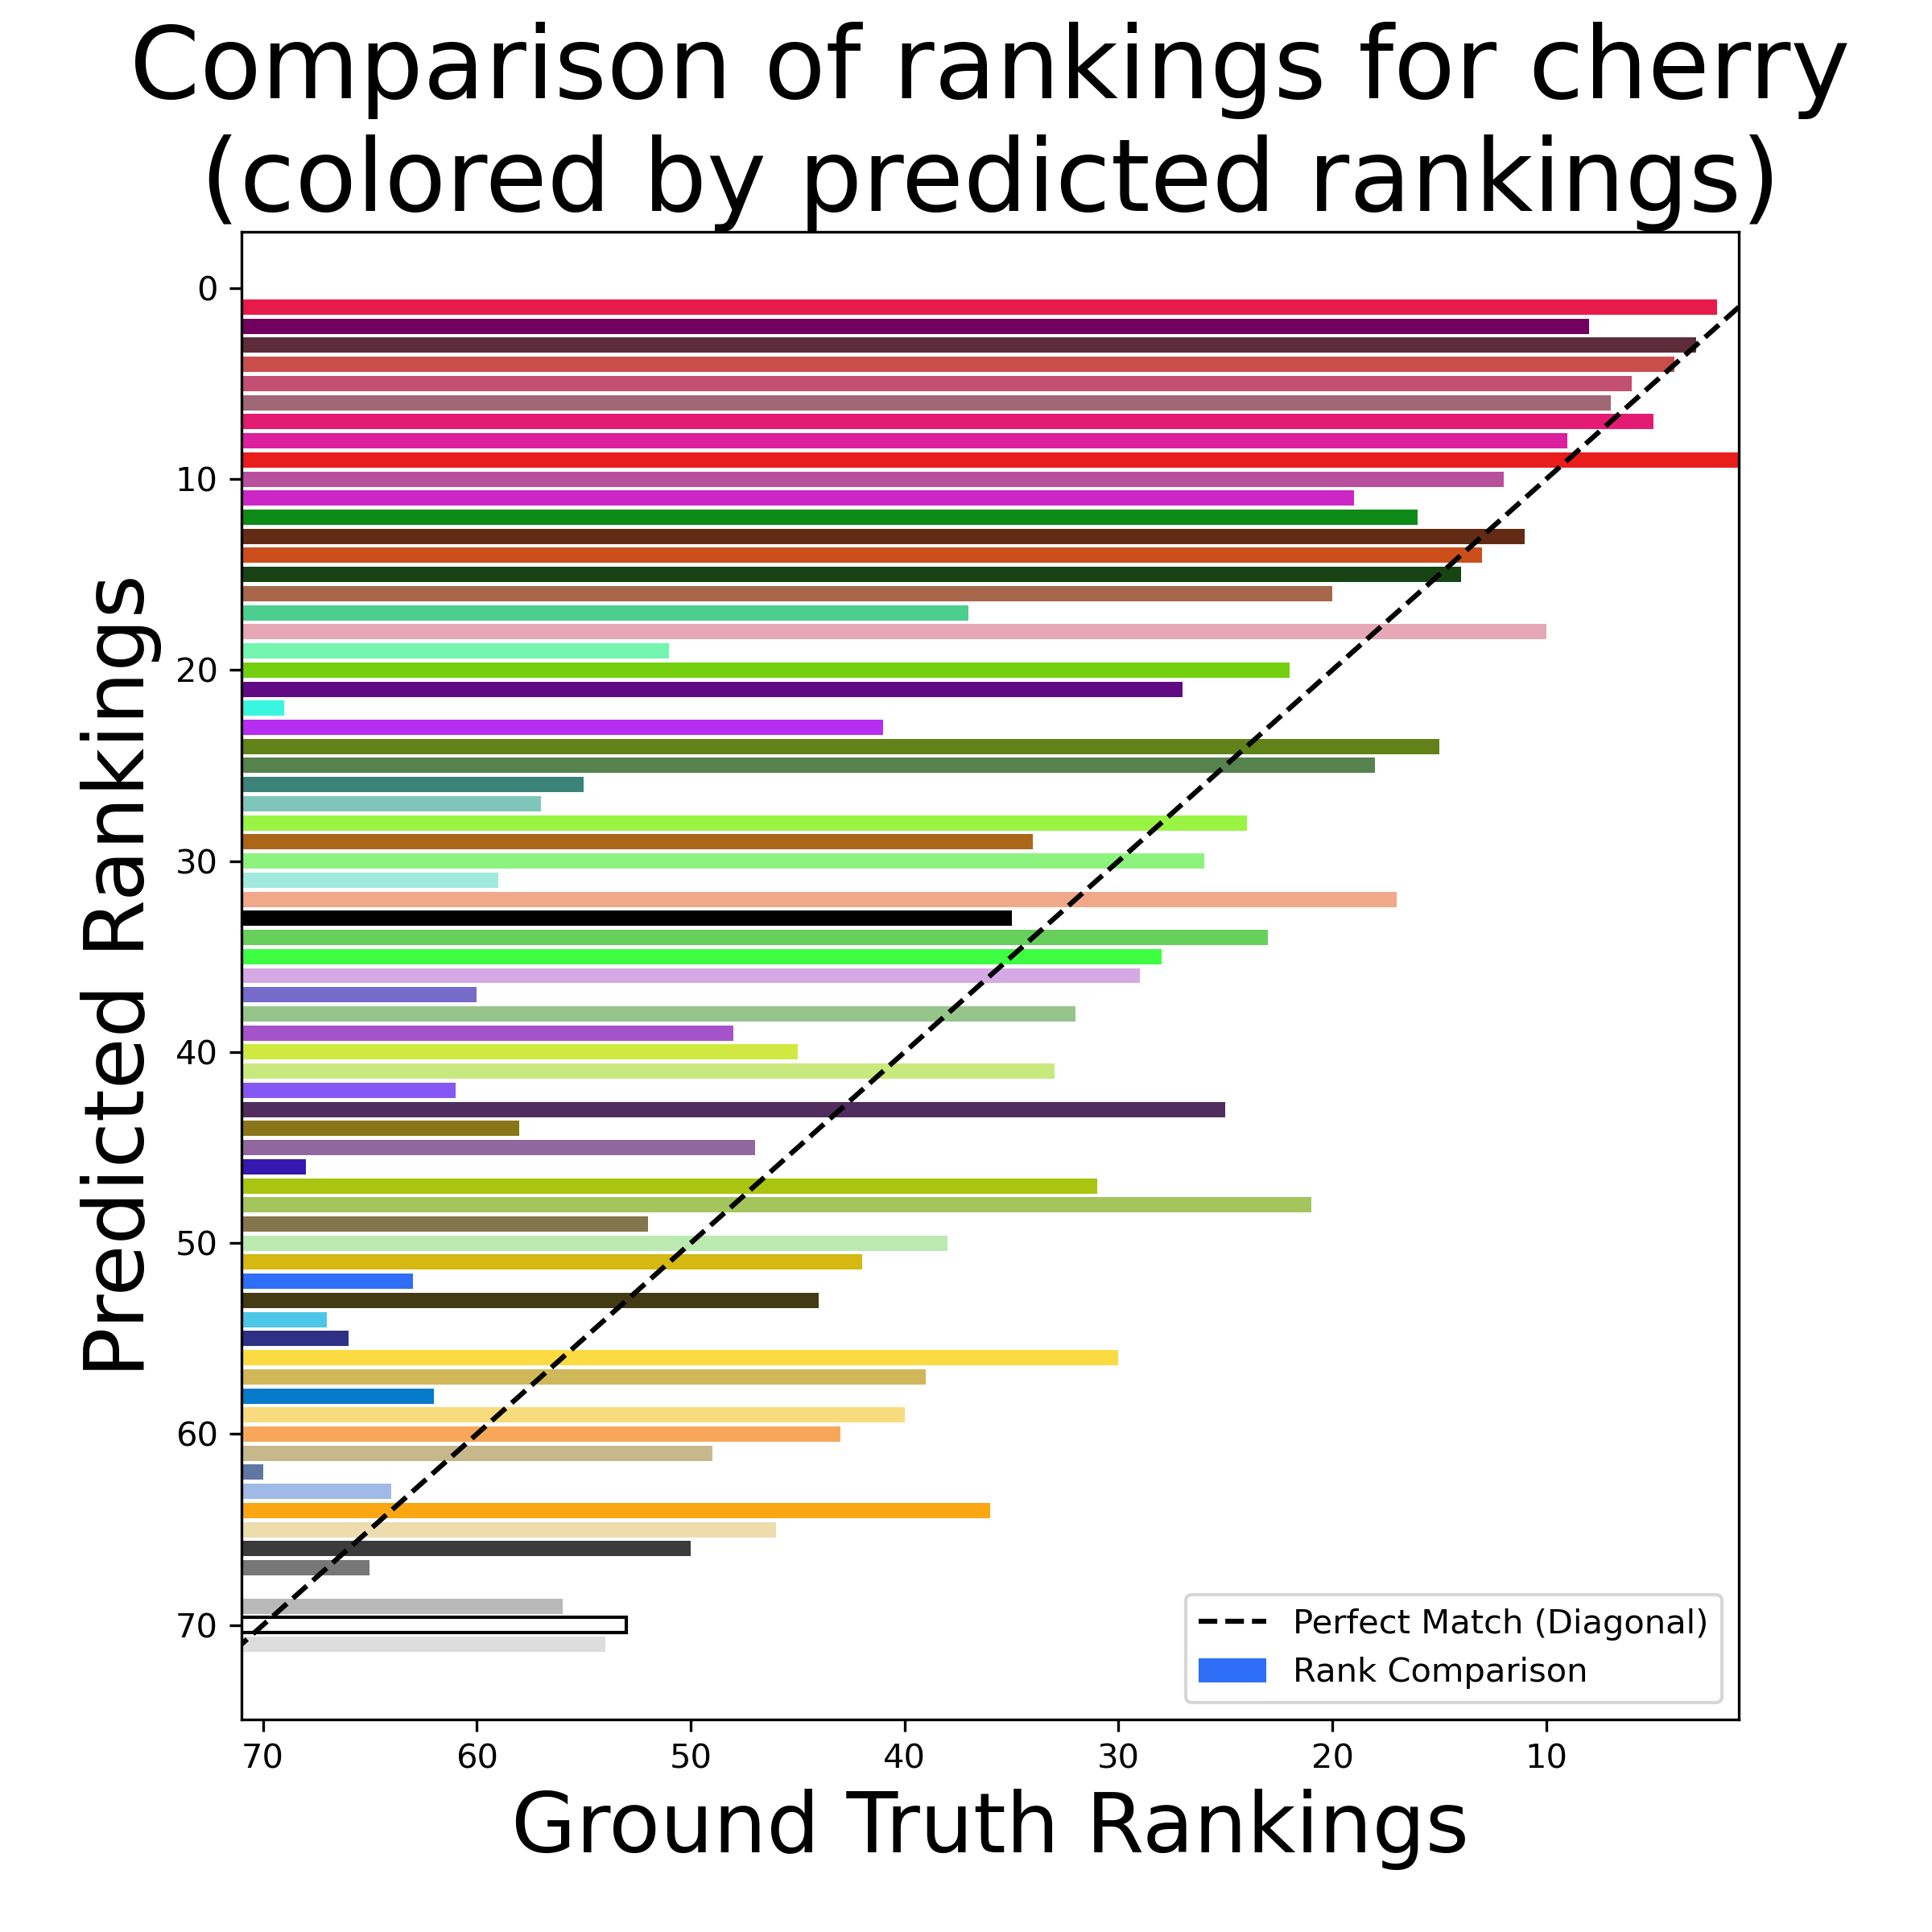 Comparison of rankings for cherry
(colored by predicted rankings)
Predicted Rankings
0
10
20
30
40
50
60
70
Perfect Match (Diagonal)
Rank Comparison
70 60 50 40 30 20 10
Ground Truth Rankings